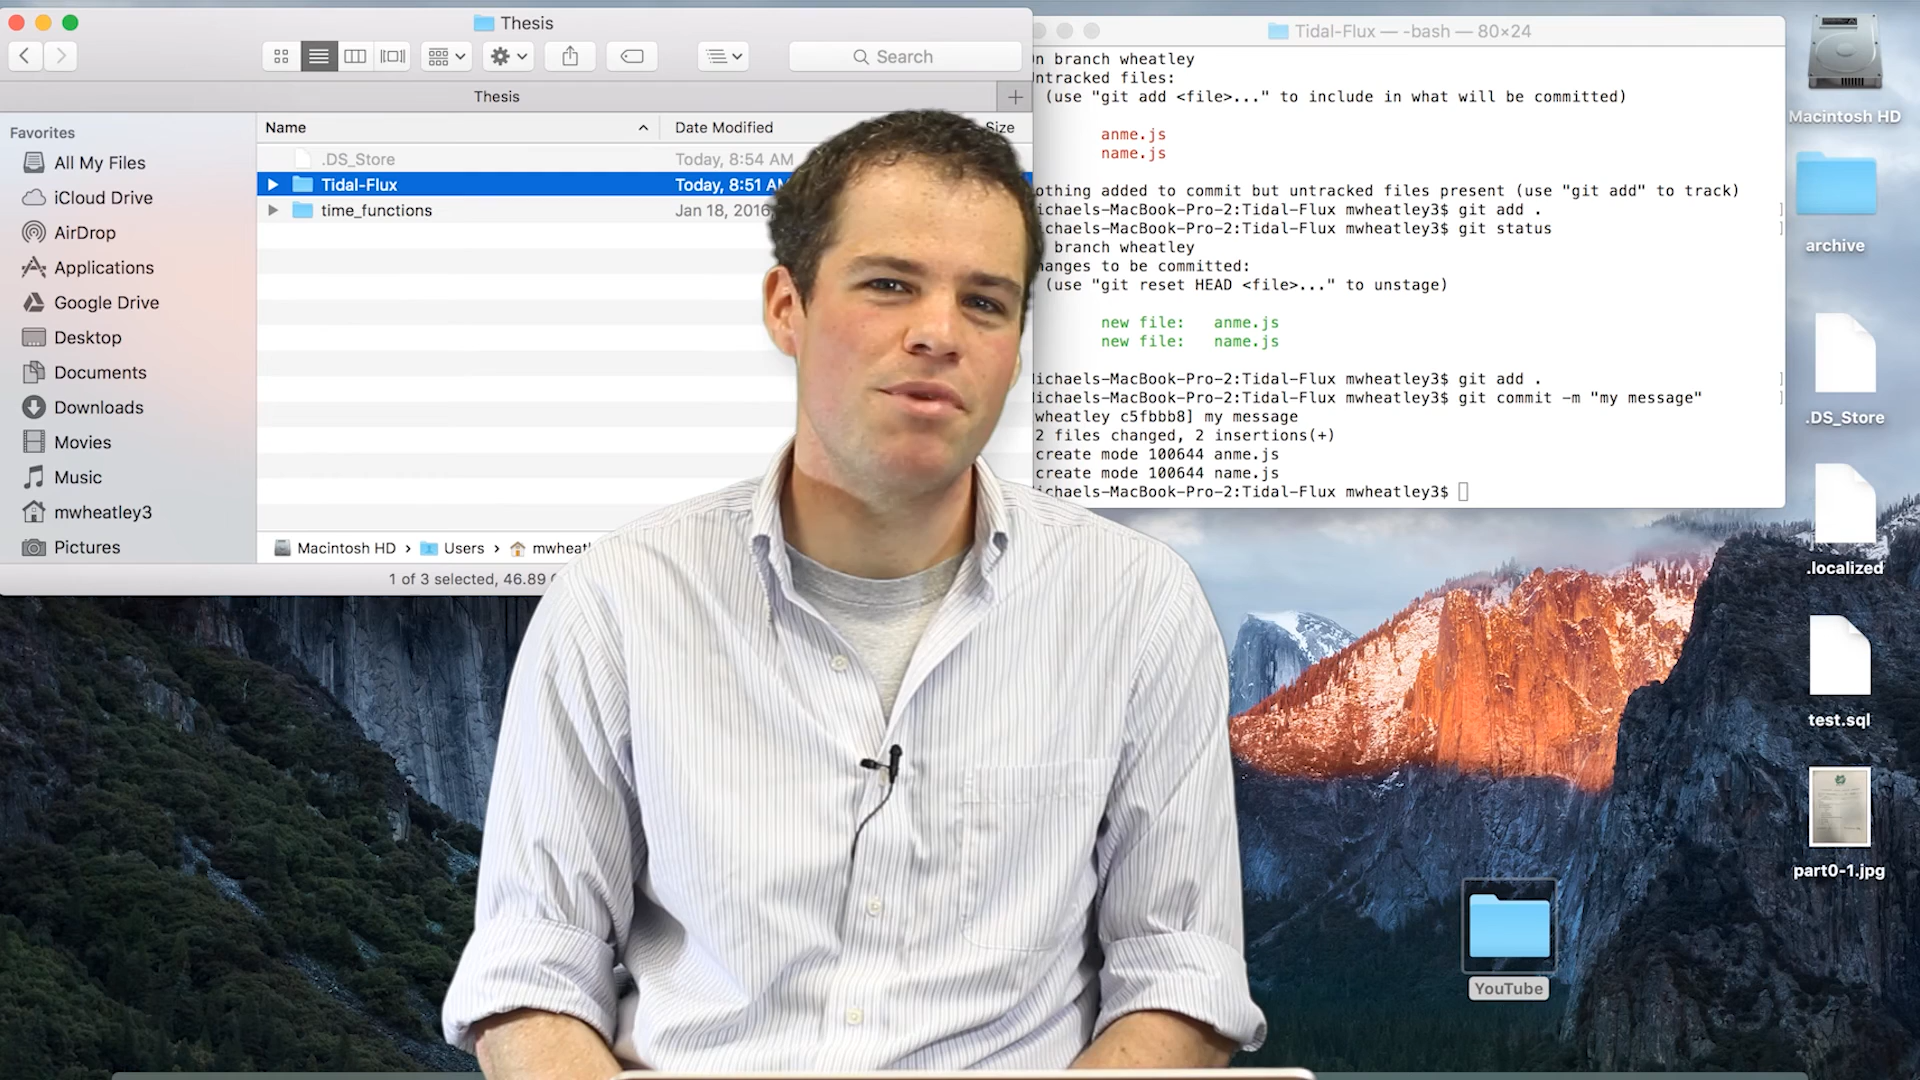 Thesis
Search
Thesis
Name
Date Modified
Size
.DS_Store
Today, 8:54 AM
Tidal-Flux
Today, 8:51 AM
time_functions
Jan 18, 2016,
Favorites
All My Files
iCloud Drive
AirDrop
Applications
Google Drive
Desktop
Documents
Downloads
Movies
Music
mwheatley3
Pictures
Macintosh HD › Users › mwheatl
1 of 3 selected, 46.89
Tidal-Flux — -bash — 80×24
n branch wheatley
ntracked files:
(use "git add <file>..." to include in what will be committed)
anme.js
name.js
othing added to commit but untracked files present (use "git add" to track)
ichaels-MacBook-Pro-2:Tidal-Flux mwheatley3$ git add .
ichaels-MacBook-Pro-2:Tidal-Flux mwheatley3$ git status
branch wheatley
hanges to be committed:
(use "git reset HEAD <file>..." to unstage)
new file: anme.js
new file: name.js
ichaels-MacBook-Pro-2:Tidal-Flux mwheatley3$ git add .
ichaels-MacBook-Pro-2:Tidal-Flux mwheatley3$ git commit -m "my message"
wheatley c5fbbb8] my message
2 files changed, 2 insertions(+)
create mode 100644 anme.js
create mode 100644 name.js
ichaels-MacBook-Pro-2:Tidal-Flux mwheatley3$
Macintosh HD
archive
.DS_Store
.localized
test.sql
part0-1.jpg
YouTube